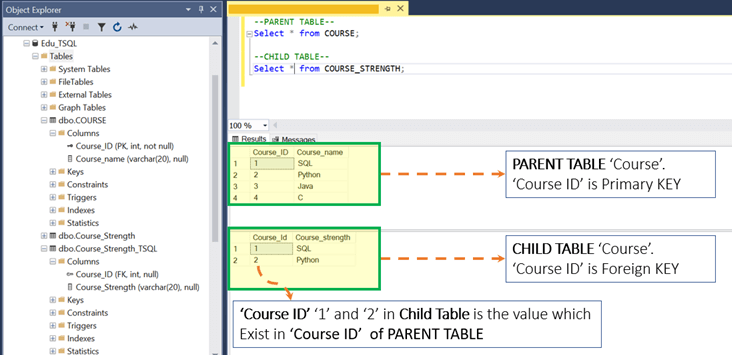 Object Explorer
Connect
Edu_TSQL
Tables
System Tables
FileTables
External Tables
Graph Tables
dbo.COURSE
Columns
Course_ID (PK, int, not null)
Course_name (varchar(20), null)
Keys
Constraints
Triggers
Indexes
Statistics
dbo.Course_Strength
dbo.Course_Strength_TSQL
Columns
Course_ID (FK, int, null)
Course_Strength (varchar(20), null)
Keys
Constraints
Triggers
Indexes
Statistics
--PARENT TABLE--
Select * from COURSE;
--CHILD TABLE--
Select * from COURSE_STRENGTH;
100 %
Results Messages
Course_ID Course_name
1 1 SQL
2 2 Python
3 3 Java
4 4 C
PARENT TABLE ‘Course’.
‘Course ID’ is Primary KEY
Course_Id Course_strength
1 1 SQL
2 2 Python
CHILD TABLE ‘Course’.
‘Course ID’ is Foreign KEY
‘Course ID’ ‘1’ and ‘2’ in Child Table is the value which
Exist in ‘Course ID’ of PARENT TABLE